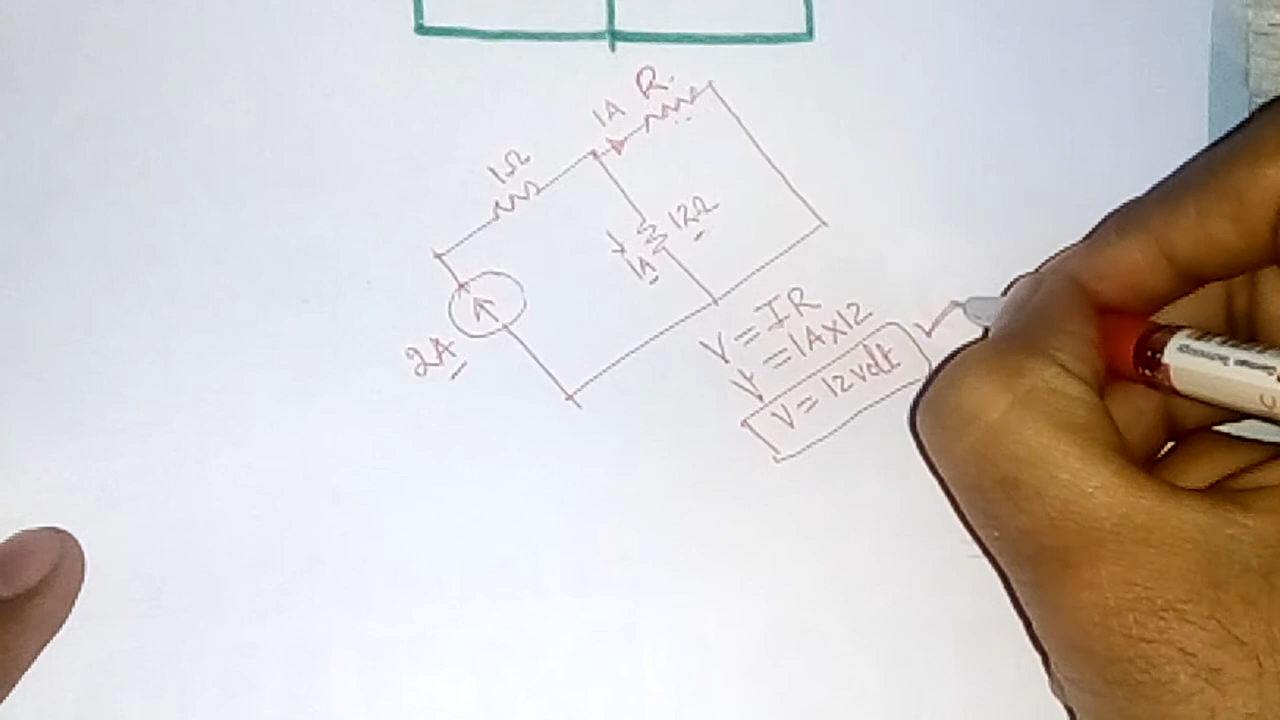 1A R.
1Ω
12Ω
1A
2A
V = IR
V = 1A×12
V = 12 volt